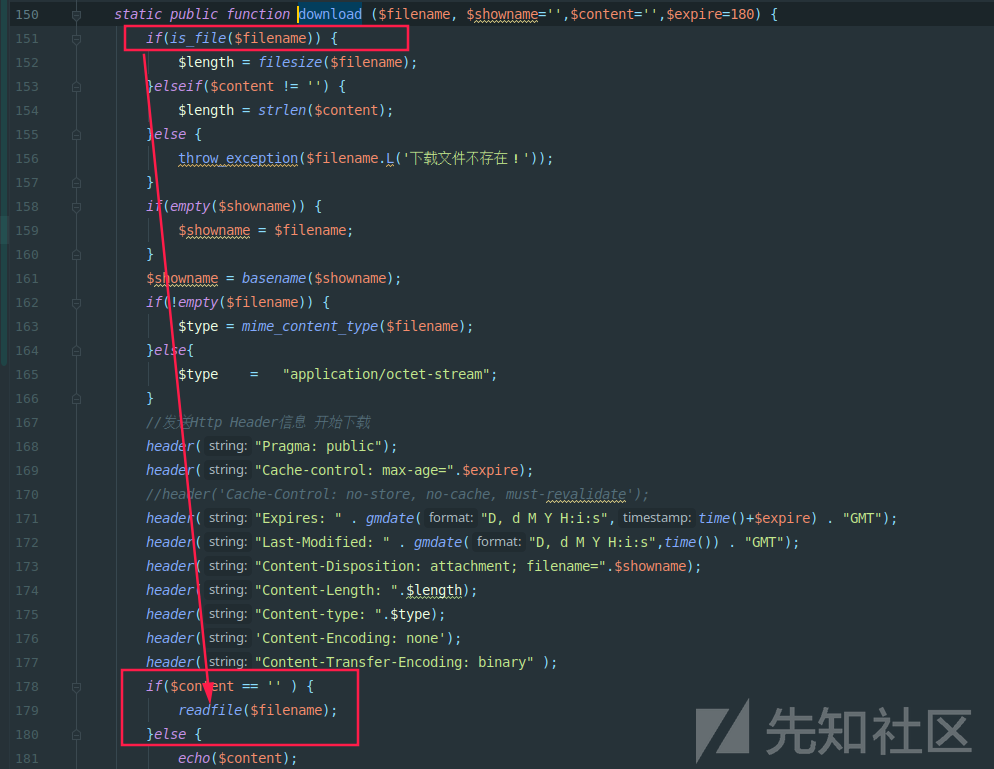 150 static public function download ($filename, $showname='',$content='',$expire=180) {
151 if(is_file($filename)) {
152 $length = filesize($filename);
153 }elseif($content != '') {
154 $length = strlen($content);
155 }else {
156 throw_exception($filename.L('下载文件不存在!'));
157 }
158 if(empty($showname)) {
159 $showname = $filename;
160 }
161 $showname = basename($showname);
162 if(!empty($filename)) {
163 $type = mime_content_type($filename);
164 }else{
165 $type = "application/octet-stream";
166 }
167 //发送Http Header信息 开始下载
168 header( string: "Pragma: public");
169 header( string: "Cache-control: max-age=".$expire);
170 //header('Cache-Control: no-store, no-cache, must-revalidate');
171 header( string: "Expires: " . gmdate( format: "D, d M Y H:i:s", timestamp: time()+$expire) . "GMT");
172 header( string: "Last-Modified: " . gmdate( format: "D, d M Y H:i:s",time()) . "GMT");
173 header( string: "Content-Disposition: attachment; filename=".$showname);
174 header( string: "Content-Length: ".$length);
175 header( string: "Content-type: ".$type);
176 header( string: 'Content-Encoding: none');
177 header( string: "Content-Transfer-Encoding: binary" );
178 if($content == '' ) {
179 readfile($filename);
180 }else {
181 echo($content);
先知社区